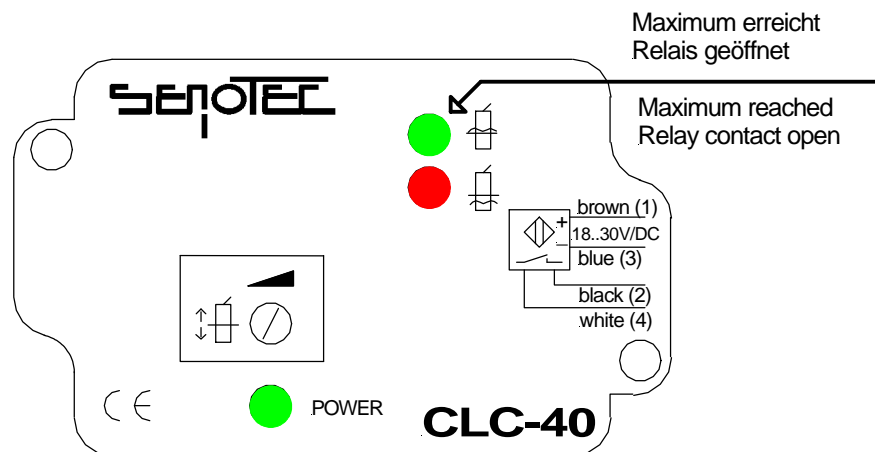 Maximum erreicht
Relais geöffnet
Maximum reached
Relay contact open
brown (1)
+
18..30V/DC
–
blue (3)
black (2)
white (4)
CE
POWER
CLC-40